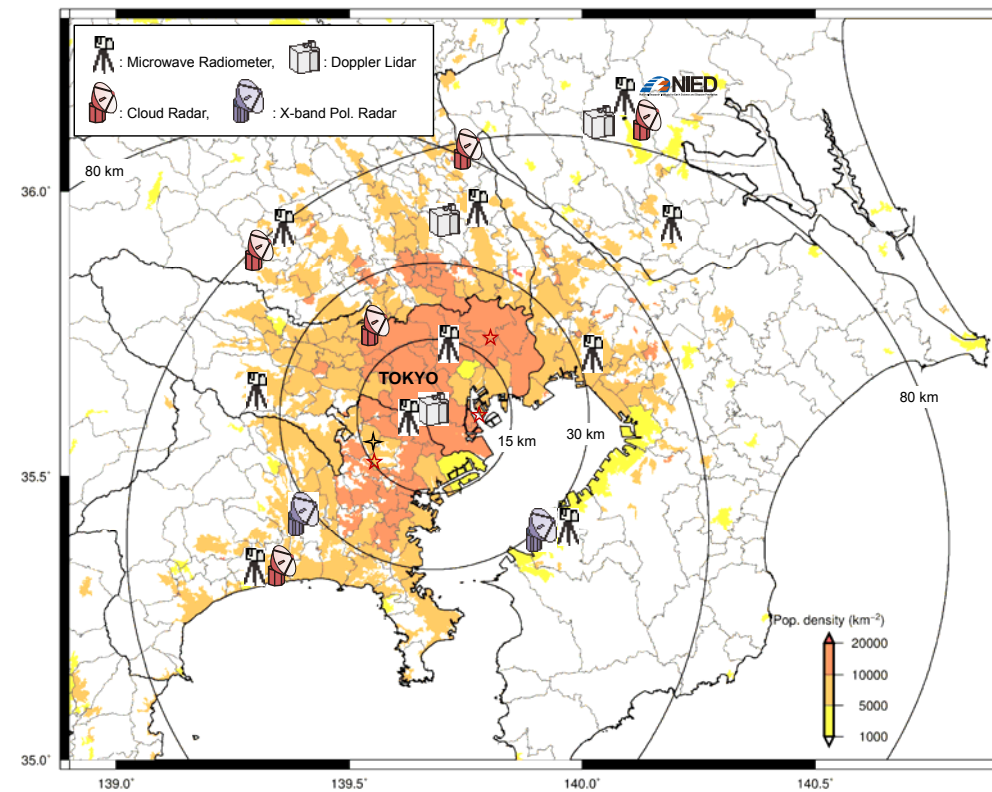 : Microwave Radiometer, : Doppler Lidar
: Cloud Radar, : X-band Pol. Radar
NIED
80 km
36.0°
TOKYO
80 km
15 km
30 km
35.5°
Pop. density (km⁻²)
20000
10000
5000
1000
35.0°
139.0° 139.5° 140.0° 140.5°